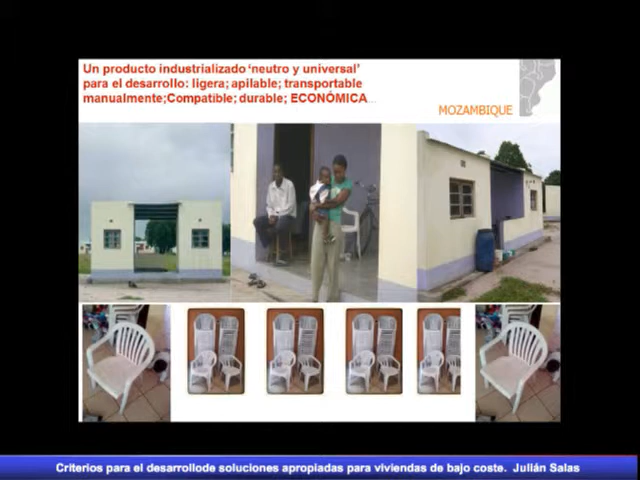 Un producto industrializado 'neutro y universal'
para el desarrollo: ligera; apilable; transportable
manualmente;Compatible; durable; ECONÓMICA...
MOZAMBIQUE
Criterios para el desarrollode soluciones apropiadas para viviendas de bajo coste. Julián Salas